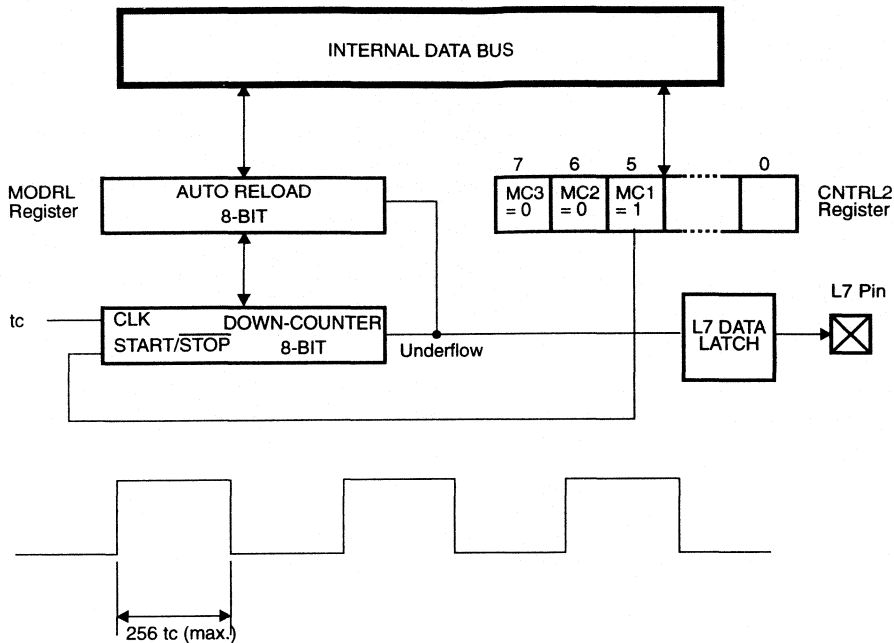 INTERNAL DATA BUS
MODRL
Register
AUTO RELOAD
8-BIT
7 6 5 0
MC3
= 0
MC2
= 0
MC1
= 1
CNTRL2
Register
tc
CLK
DOWN-COUNTER
START/STOP
8-BIT
Underflow
L7 DATA
LATCH
L7 Pin
256 tc (max.)